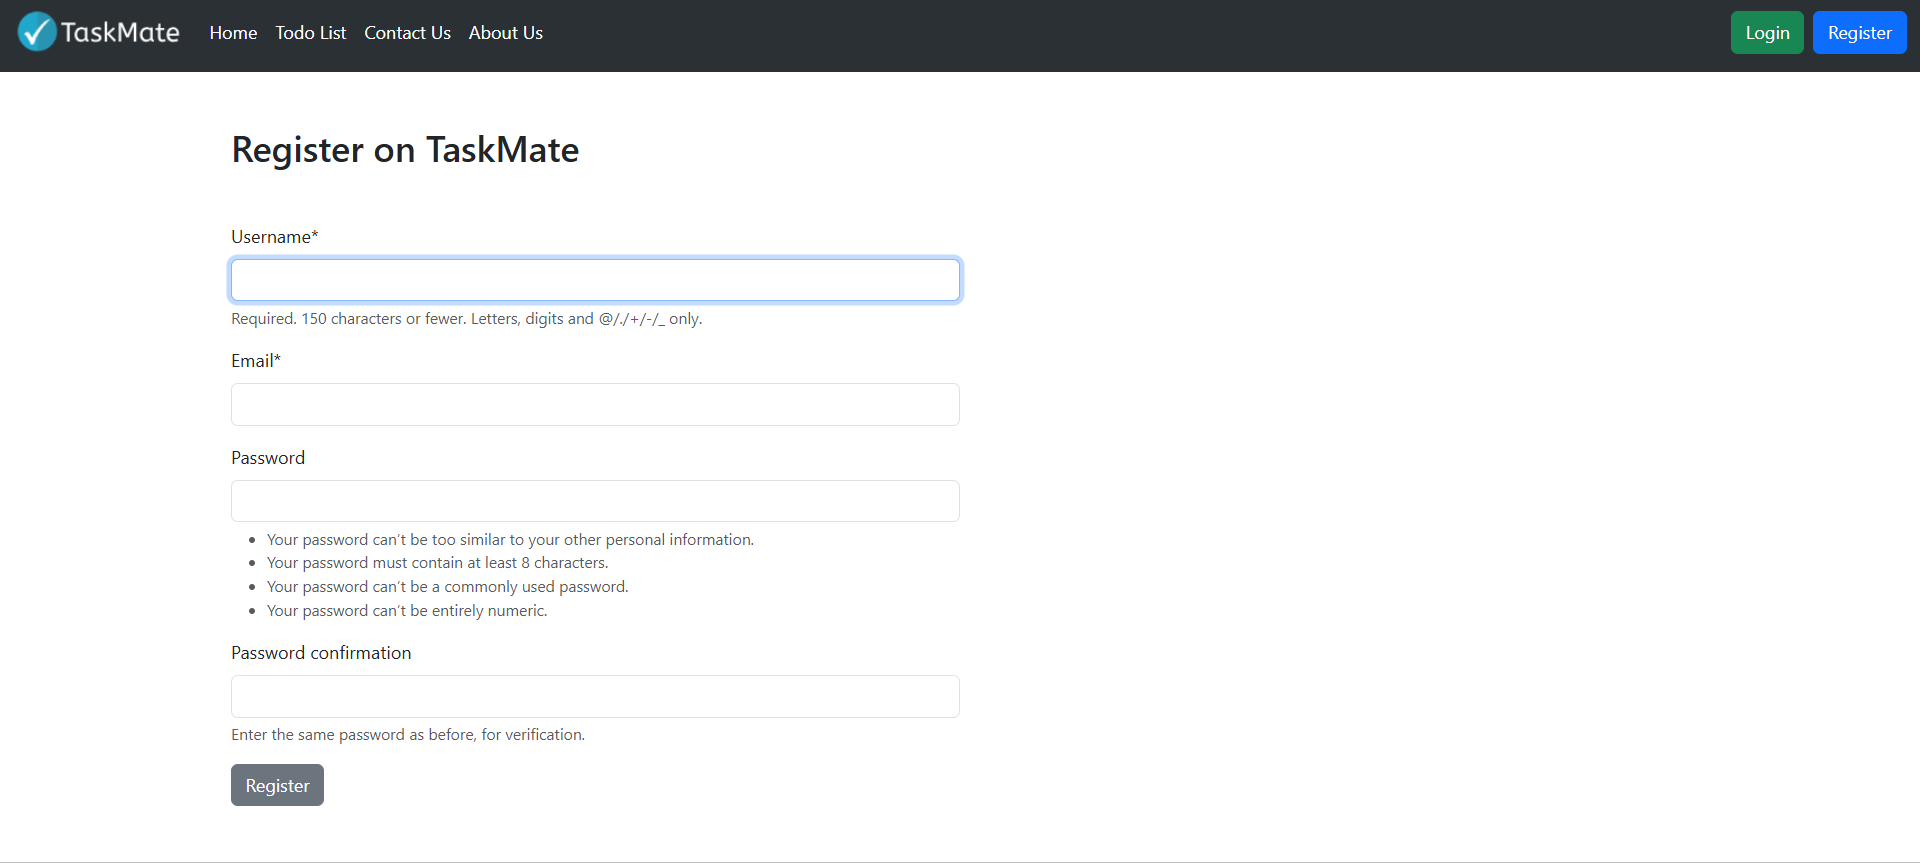 TaskMate Home Todo List Contact Us About Us Login Register
Register on TaskMate
Username*
Required. 150 characters or fewer. Letters, digits and @/./+/-/_ only.
Email*
Password
• Your password can't be too similar to your other personal information.
• Your password must contain at least 8 characters.
• Your password can't be a commonly used password.
• Your password can't be entirely numeric.
Password confirmation
Enter the same password as before, for verification.
Register